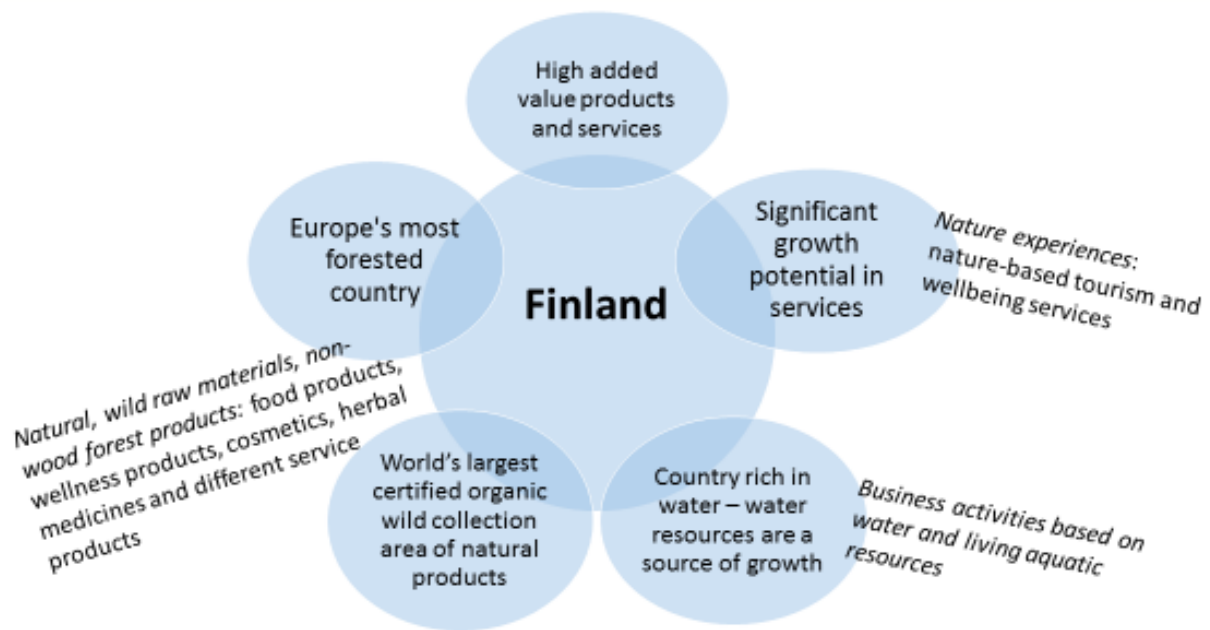 High added
value products
and services
Europe's most
forested
country
Finland
Significant
growth
potential in
services
Nature experiences:
nature-based tourism and
wellbeing services
Natural, wild raw materials, non-
wood forest products: food products,
wellness products, cosmetics, herbal
medicines and different service
products
World’s largest
certified organic
wild collection
area of natural
products
Country rich in
water – water
resources are a
source of growth
Business activities based on
water and living aquatic
resources